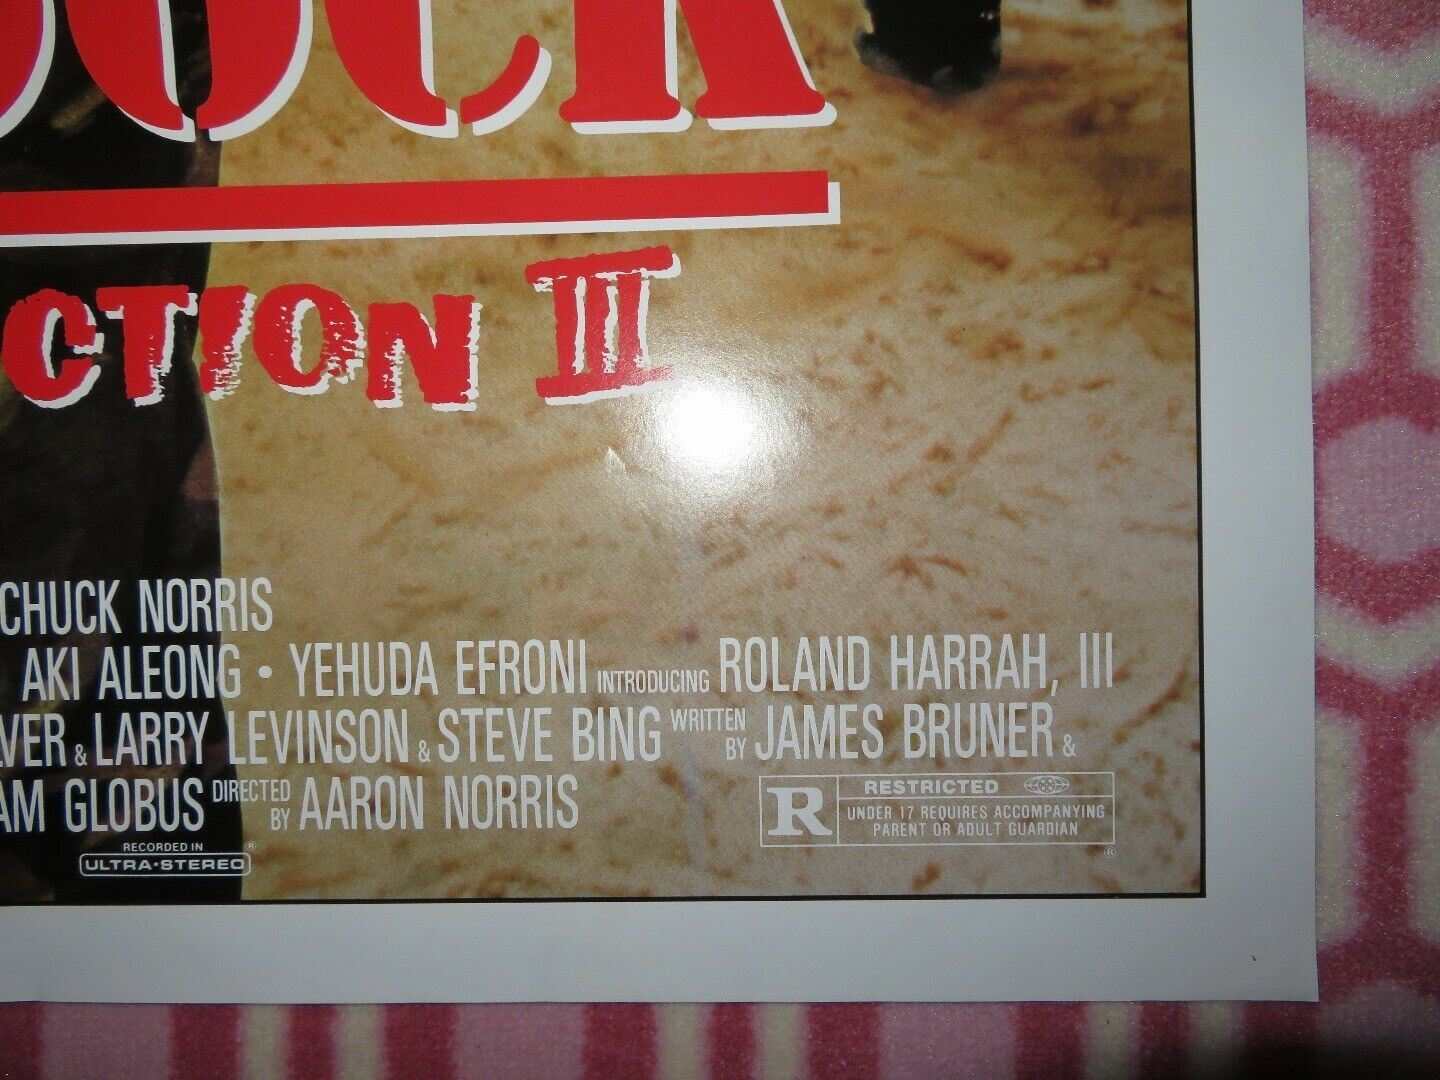 OCK
CTION III
CHUCK NORRIS
AKI ALEONG • YEHUDA EFRONI INTRODUCING ROLAND HARRAH, III
VER & LARRY LEVINSON & STEVE BING WRITTEN BY JAMES BRUNER &
AM GLOBUS DIRECTED BY AARON NORRIS
RECORDED IN
ULTRA•STEREO ®
R RESTRICTED
UNDER 17 REQUIRES ACCOMPANYING
PARENT OR ADULT GUARDIAN
®